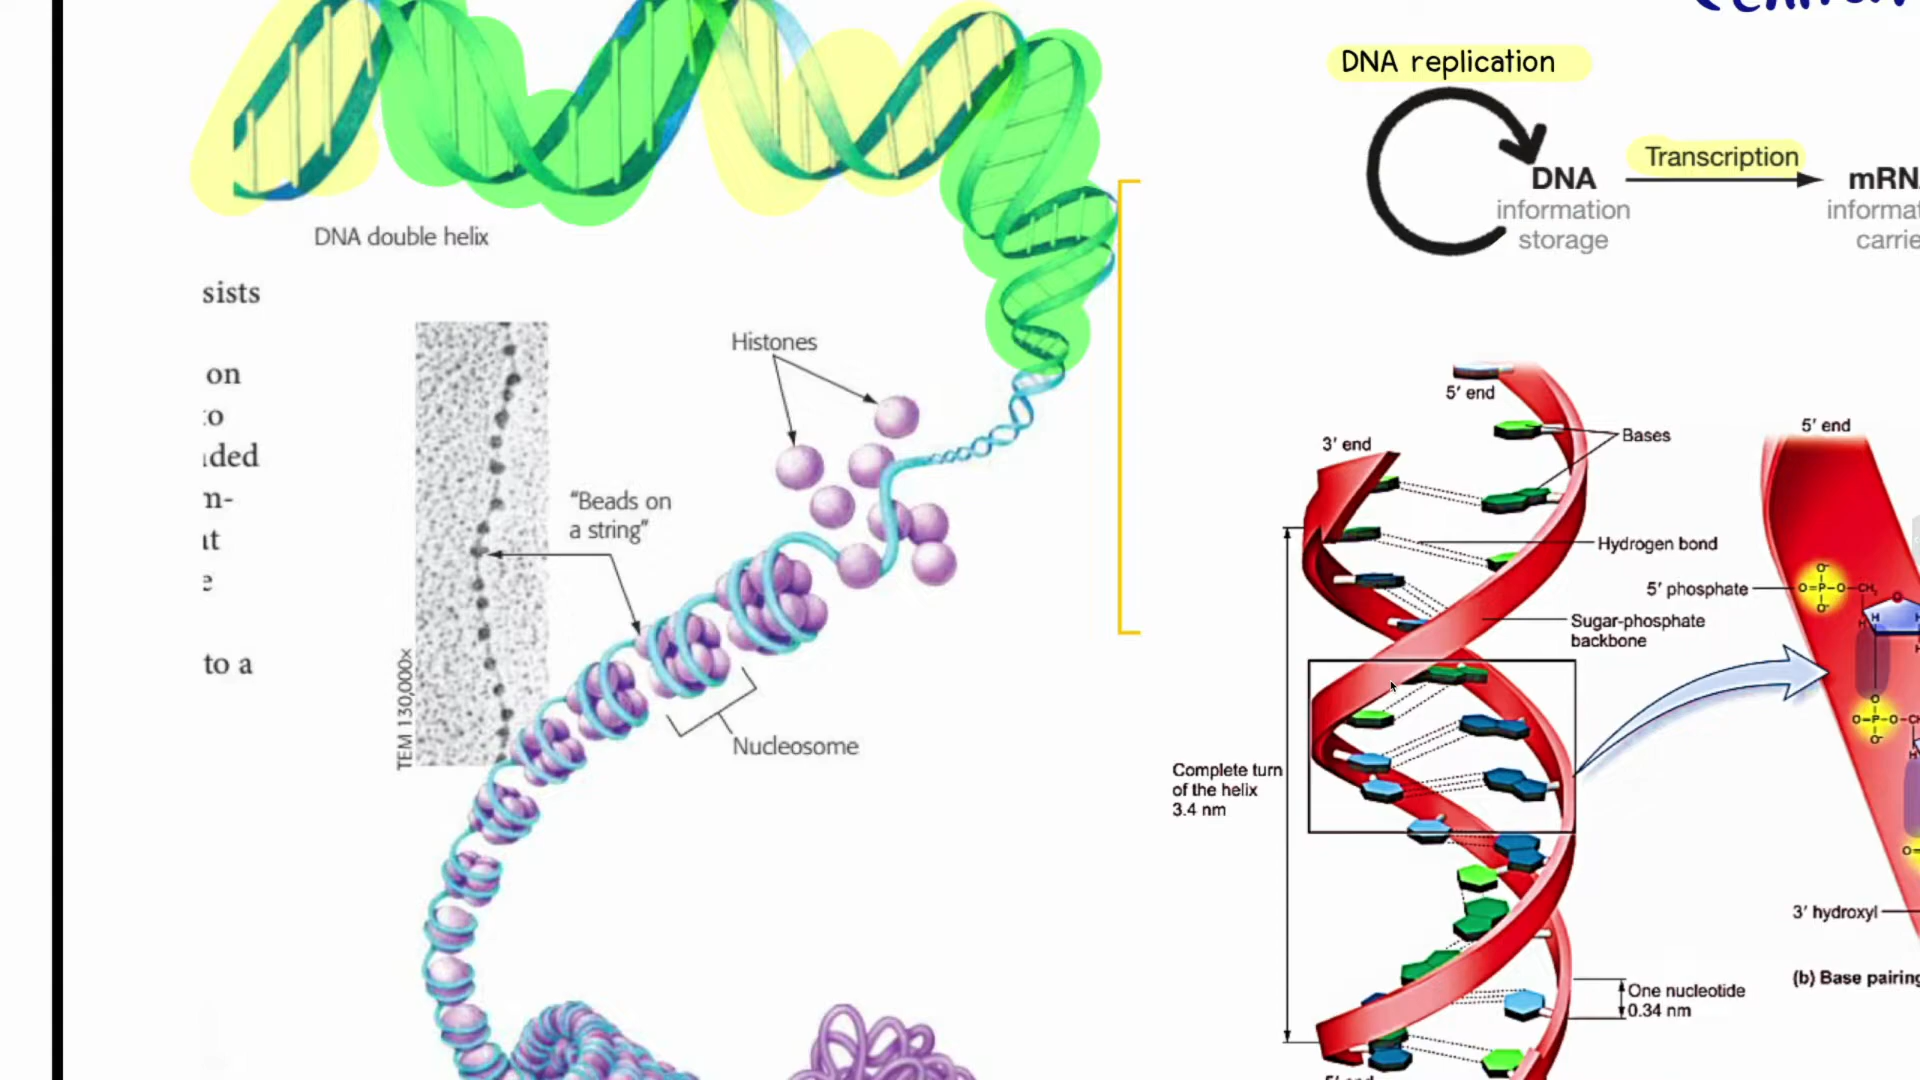 DNA replication
Transcription
DNA
information
storage
DNA double helix
sists
on
ided
m-
to a
Histones
"Beads on
a string"
TEM 130,000×
Nucleosome
5′ end
Bases
3′ end
Hydrogen bond
Sugar-phosphate
backbone
Complete turn
of the helix
3.4 nm
One nucleotide
0.34 nm
5′ end
5′ phosphate
O⁻
O=P–O–CH₂
O⁻
H
O
O=P–O–
O⁻
3′ hydroxyl
(b) Base pairing